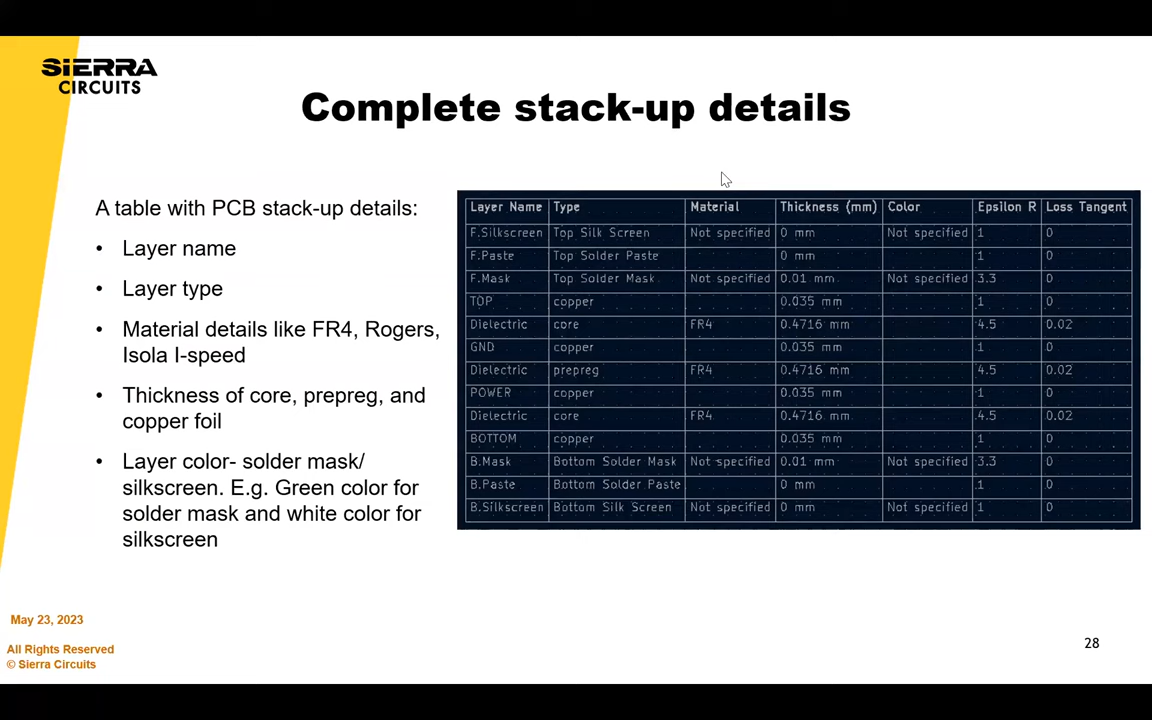 SIERRA
CIRCUITS
Complete stack-up details
A table with PCB stack-up details:
• Layer name
• Layer type
• Material details like FR4, Rogers,
Isola I-speed
• Thickness of core, prepreg, and
copper foil
• Layer color- solder mask/
silkscreen. E.g. Green color for
solder mask and white color for
silkscreen
Layer Name Type Material Thickness (mm) Color Epsilon R Loss Tangent
F.Silkscreen Top Silk Screen Not specified 0 mm Not specified 1 0
F.Paste Top Solder Paste 0 mm 1 0
F.Mask Top Solder Mask Not specified 0.01 mm Not specified 3.3 0
TOP copper 0.035 mm 1 0
Dielectric core FR4 0.4716 mm 4.5 0.02
GND copper 0.035 mm 1 0
Dielectric prepreg FR4 0.4716 mm 4.5 0.02
POWER copper 0.035 mm 1 0
Dielectric core FR4 0.4716 mm 4.5 0.02
BOTTOM copper 0.035 mm 1 0
B.Mask Bottom Solder Mask Not specified 0.01 mm Not specified 3.3 0
B.Paste Bottom Solder Paste 0 mm 1 0
B.Silkscreen Bottom Silk Screen Not specified 0 mm Not specified 1 0
May 23, 2023
All Rights Reserved
© Sierra Circuits
28